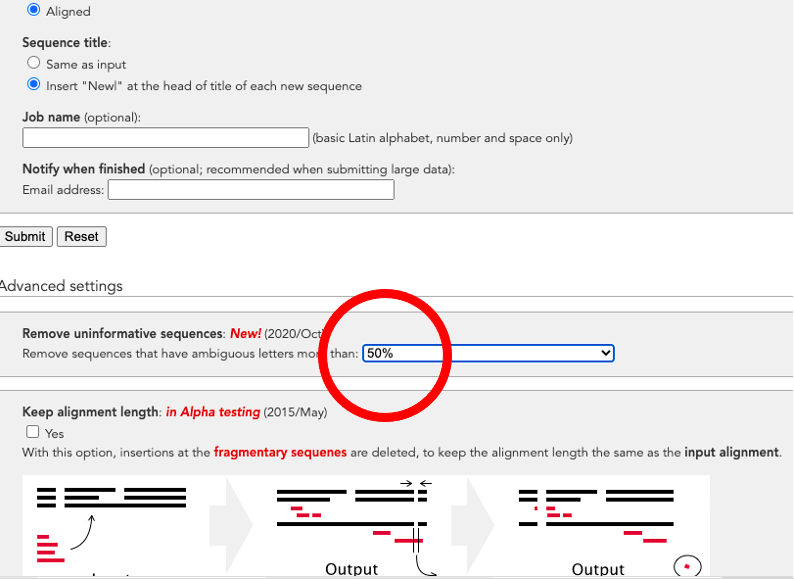 Aligned
Sequence title:
Same as input
Insert "New|" at the head of title of each new sequence
Job name (optional):
(basic Latin alphabet, number and space only)
Notify when finished (optional; recommended when submitting large data):
Email address:
Submit Reset
Advanced settings
Remove uninformative sequences: New! (2020/Oct
Remove sequences that have ambiguous letters more than: 50%
Keep alignment length: in Alpha testing (2015/May)
Yes
With this option, insertions at the fragmentary sequenes are deleted, to keep the alignment length the same as the input alignment.
Output Output